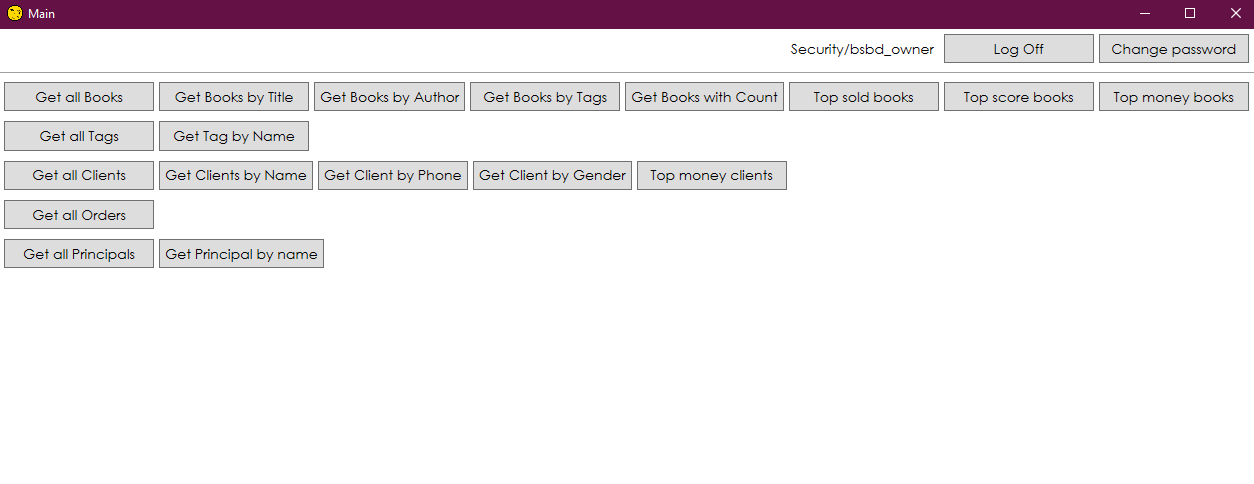 Main
Security/bsbd_owner Log Off Change password
Get all Books Get Books by Title Get Books by Author Get Books by Tags Get Books with Count Top sold books Top score books Top money books
Get all Tags Get Tag by Name
Get all Clients Get Clients by Name Get Client by Phone Get Client by Gender Top money clients
Get all Orders
Get all Principals Get Principal by name